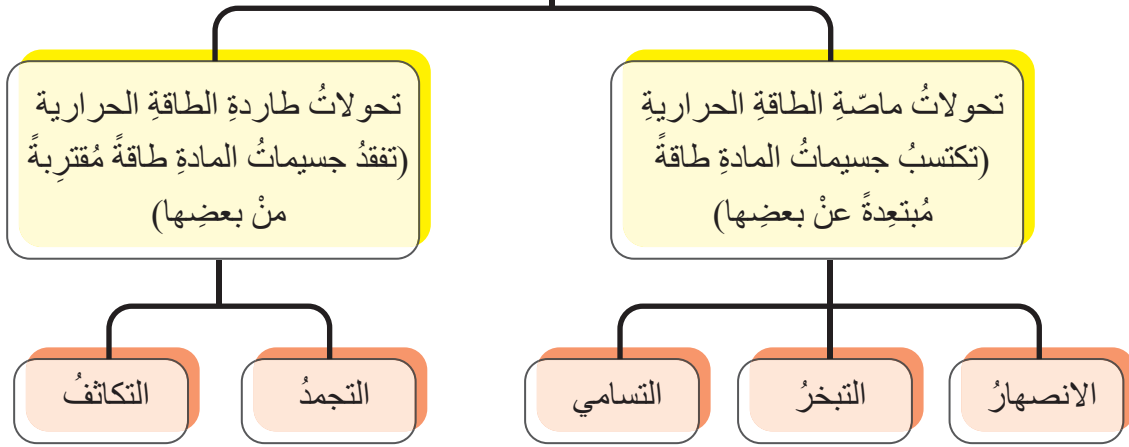 تحولاتُ ماصّةِ الطاقةِ الحراريةِ
(تكتسبُ جسيماتُ المادةِ طاقةً
مُبتعِدةً عنْ بعضِها)
تحولاتُ طاردةِ الطاقةِ الحرارية
(تفقدُ جسيماتُ المادةِ طاقةً مُقترِبةً
منْ بعضِها)
الانصهارُ
التبخرُ
التسامي
التجمدُ
التكاثفُ